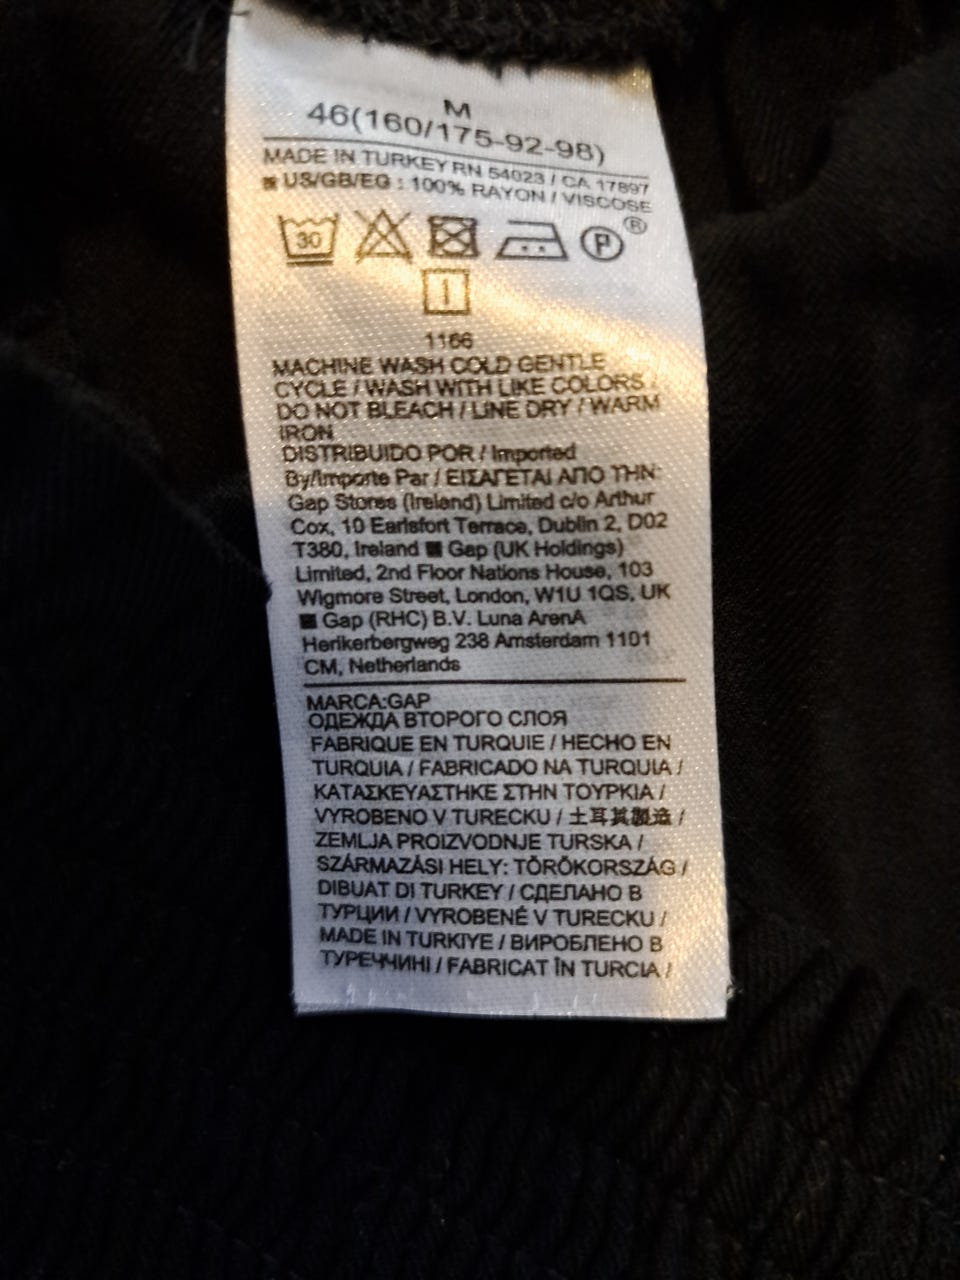 M
46(160/175-92-98)
MADE IN TURKEY RN 54023 / CA 17897
US/GB/EG : 100% RAYON / VISCOSE
30 P ®
I
1166
MACHINE WASH COLD GENTLE
CYCLE / WASH WITH LIKE COLORS /
DO NOT BLEACH / LINE DRY / WARM
IRON
DISTRIBUIDO POR / Imported
By/Importe Par / ΕΙΣΑΓΕΤΑΙ ΑΠΟ ΤΗΝ:
Gap Stores (Ireland) Limited c/o Arthur
Cox, 10 Earlsfort Terrace, Dublin 2, D02
T380, Ireland ■ Gap (UK Holdings)
Limited, 2nd Floor Nations House, 103
Wigmore Street, London, W1U 1QS, UK
■ Gap (RHC) B.V. Luna ArenA
Herikerbergweg 238 Amsterdam 1101
CM, Netherlands
MARCA:GAP
ОДЕЖДА ВТОРОГО СЛОЯ
FABRIQUE EN TURQUIE / HECHO EN
TURQUIA / FABRICADO NA TURQUIA /
ΚΑΤΑΣΚΕΥΑΣΤΗΚΕ ΣΤΗΝ ΤΟΥΡΚΙΑ /
VYROBENO V TURECKU / 土耳其製造 /
ZEMLJA PROIZVODNJE TURSKA /
SZÁRMAZÁSI HELY: TÖRÖKORSZÁG /
DIBUAT DI TURKEY / СДЕЛАНО В
ТУРЦИИ / VYROBENÉ V TURECKU /
MADE IN TURKIYE / ВИРОБЛЕНО В
ТУРЕЧЧИНІ / FABRICAT ÎN TURCIA /